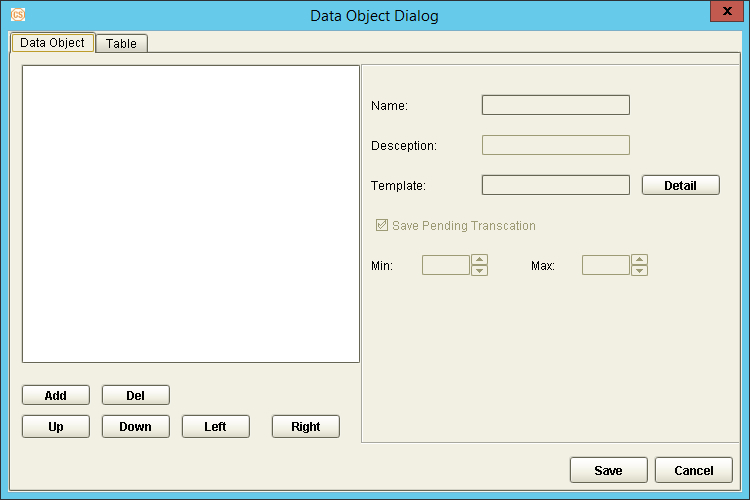 CS
Data Object Dialog
x
Data Object
Table
Name:
Desception:
Template:
Detail
Save Pending Transcation
Min:
Max:
Add
Del
Up
Down
Left
Right
Save
Cancel